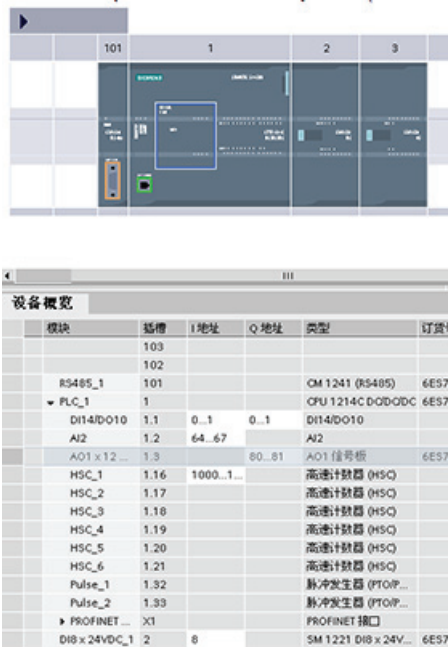 101 1 2 3
SIEMENS
设备概览
模块 插槽 I 地址 Q 地址 类型
103
102
RS485_1 101 CM 1241 (RS485) 6ES7
PLC_1 1 CPU 1214C DC/DC/DC 6ES7
DI14/DO10 1.1 0...1 0...1 DI14/DO10
AI2 1.2 64...67 AI2
AO1 x 12 ... 1.3 80...81 AO1 信号板 6ES7
HSC_1 1.16 1000...1... 高速计数器 (HSC)
HSC_2 1.17 高速计数器 (HSC)
HSC_3 1.18 高速计数器 (HSC)
HSC_4 1.19 高速计数器 (HSC)
HSC_5 1.20 高速计数器 (HSC)
HSC_6 1.21 高速计数器 (HSC)
Pulse_1 1.32 脉冲发生器 (PTO/P...
Pulse_2 1.33 脉冲发生器 (PTO/P...
PROFINET ... X1 PROFINET 接口
DI8 x 24VDC_1 2 8 SM 1221 DI8 x 24V... 6ES7